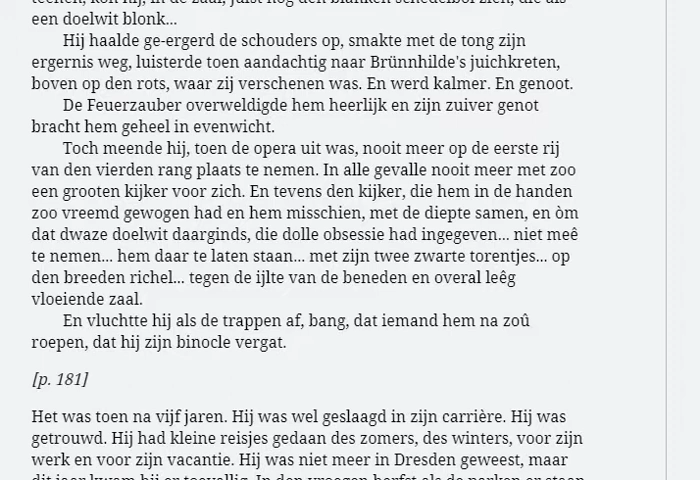 een doelwit blonk...
Hij haalde ge-ergerd de schouders op, smakte met de tong zijn
ergernis weg, luisterde toen aandachtig naar Brünnhilde's juichkreten,
boven op den rots, waar zij verschenen was. En werd kalmer. En genoot.
De Feuerzauber overweldigde hem heerlijk en zijn zuiver genot
bracht hem geheel in evenwicht.
Toch meende hij, toen de opera uit was, nooit meer op de eerste rij
van den vierden rang plaats te nemen. In alle gevalle nooit meer met zoo
een grooten kijker voor zich. En tevens den kijker, die hem in de handen
zoo vreemd gewogen had en hem misschien, met de diepte samen, en òm
dat dwaze doelwit daarginds, die dolle obsessie had ingegeven... niet meê
te nemen... hem daar te laten staan... met zijn twee zwarte torentjes... op
den breeden richel... tegen de ijlte van de beneden en overal leêg
vloeiende zaal.
En vluchtte hij als de trappen af, bang, dat iemand hem na zoû
roepen, dat hij zijn binocle vergat.
[p. 181]
Het was toen na vijf jaren. Hij was wel geslaagd in zijn carrière. Hij was
getrouwd. Hij had kleine reisjes gedaan des zomers, des winters, voor zijn
werk en voor zijn vacantie. Hij was niet meer in Dresden geweest, maar